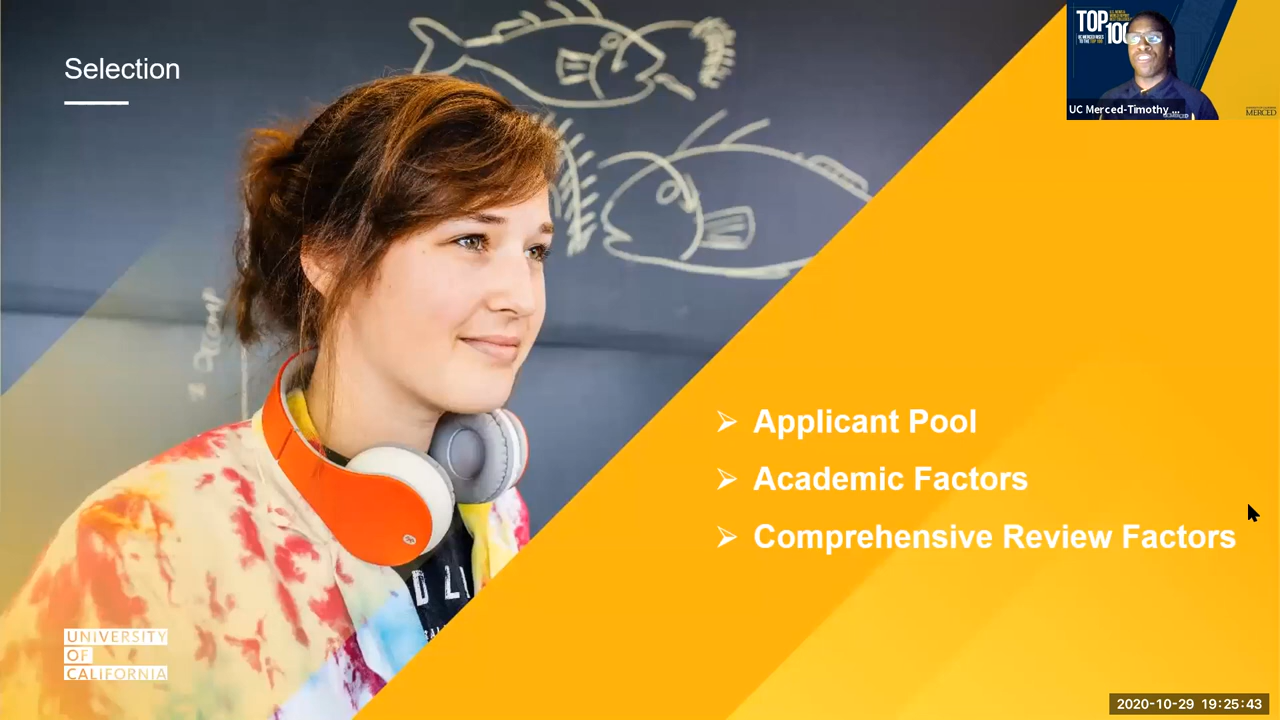 Selection
TOP
100
UC Merced-Timothy ...
MERCED
Applicant Pool
Academic Factors
Comprehensive Review Factors
UNIVERSITY
OF
CALIFORNIA
2020-10-29 19:25:43